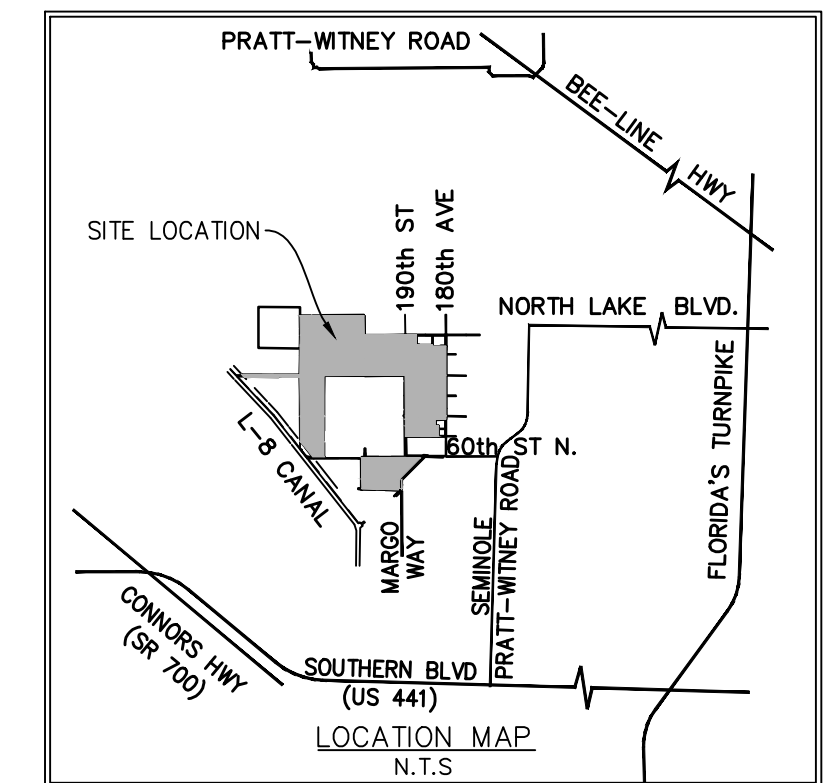 PRATT-WITNEY ROAD
BEE-LINE
HWY
SITE LOCATION
190th ST
180th AVE
NORTH LAKE BLVD.
FLORIDA'S TURNPIKE
L-8 CANAL
60th ST N.
MARGO
WAY
SEMINOLE
PRATT-WITNEY ROAD
CONNORS HWY
(SR 700)
SOUTHERN BLVD
(US 441)
LOCATION MAP
N.T.S